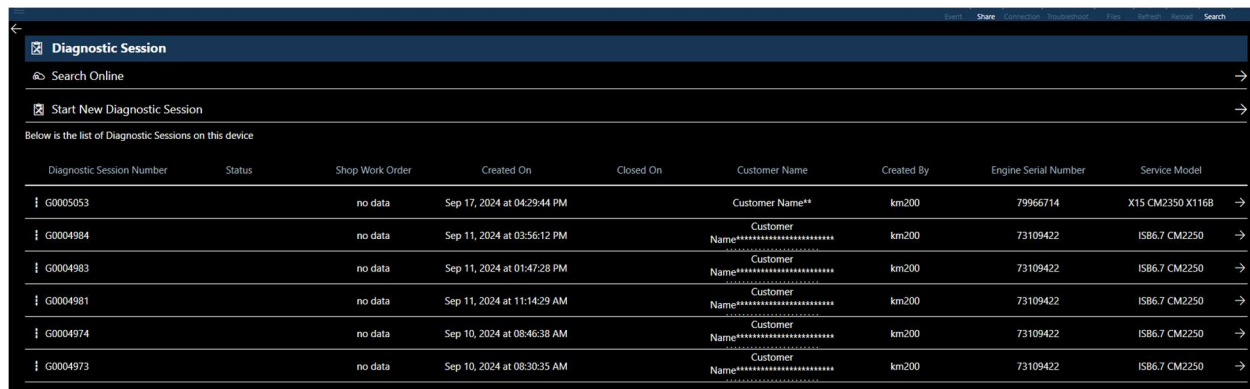 Event Share Connection Troubleshoot Files Refresh Reload Search
Diagnostic Session
Search Online
Start New Diagnostic Session
Below is the list of Diagnostic Sessions on this device
Diagnostic Session Number Status Shop Work Order Created On Closed On Customer Name Created By Engine Serial Number Service Model
G0005053 no data Sep 17, 2024 at 04:29:44 PM Customer Name** km200 79966714 X15 CM2350 X116B
G0004984 no data Sep 11, 2024 at 03:56:12 PM Customer Name************************ km200 73109422 ISB6.7 CM2250
G0004983 no data Sep 11, 2024 at 01:47:28 PM Customer Name************************ km200 73109422 ISB6.7 CM2250
G0004981 no data Sep 11, 2024 at 11:14:29 AM Customer Name************************ km200 73109422 ISB6.7 CM2250
G0004974 no data Sep 10, 2024 at 08:46:38 AM Customer Name************************ km200 73109422 ISB6.7 CM2250
G0004973 no data Sep 10, 2024 at 08:30:35 AM Customer Name************************ km200 73109422 ISB6.7 CM2250